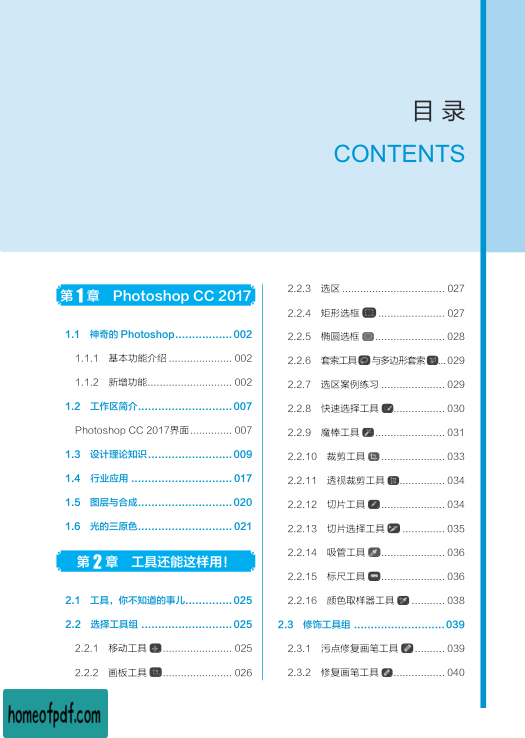 目录
CONTENTS
第1章 Photoshop CC 2017
1.1 神奇的 Photoshop................. 002
1.1.1 基本功能介绍 ..................... 002
1.1.2 新增功能............................ 002
1.2 工作区简介............................ 007
Photoshop CC 2017界面.............. 007
1.3 设计理论知识......................... 009
1.4 行业应用 .............................. 017
1.5 图层与合成............................ 020
1.6 光的三原色............................ 021
第2章 工具还能这样用!
2.1 工具，你不知道的事儿.............. 025
2.2 选择工具组 ........................... 025
2.2.1 移动工具 ....................... 025
2.2.2 画板工具 ....................... 026
2.2.3 选区 .................................. 027
2.2.4 矩形选框 ...................... 027
2.2.5 椭圆选框 ....................... 028
2.2.6 套索工具 与多边形套索 ... 029
2.2.7 选区案例练习 ..................... 029
2.2.8 快速选择工具 ................. 030
2.2.9 魔棒工具 ....................... 031
2.2.10 裁剪工具 ..................... 033
2.2.11 透视裁剪工具 ............... 034
2.2.12 切片工具 ..................... 034
2.2.13 切片选择工具 .............. 035
2.2.14 吸管工具 ..................... 036
2.2.15 标尺工具 ..................... 036
2.2.16 颜色取样器工具 ........... 038
2.3 修饰工具组 ........................... 039
2.3.1 污点修复画笔工具 .......... 039
2.3.2 修复画笔工具 ................. 040
homeofpdf.com